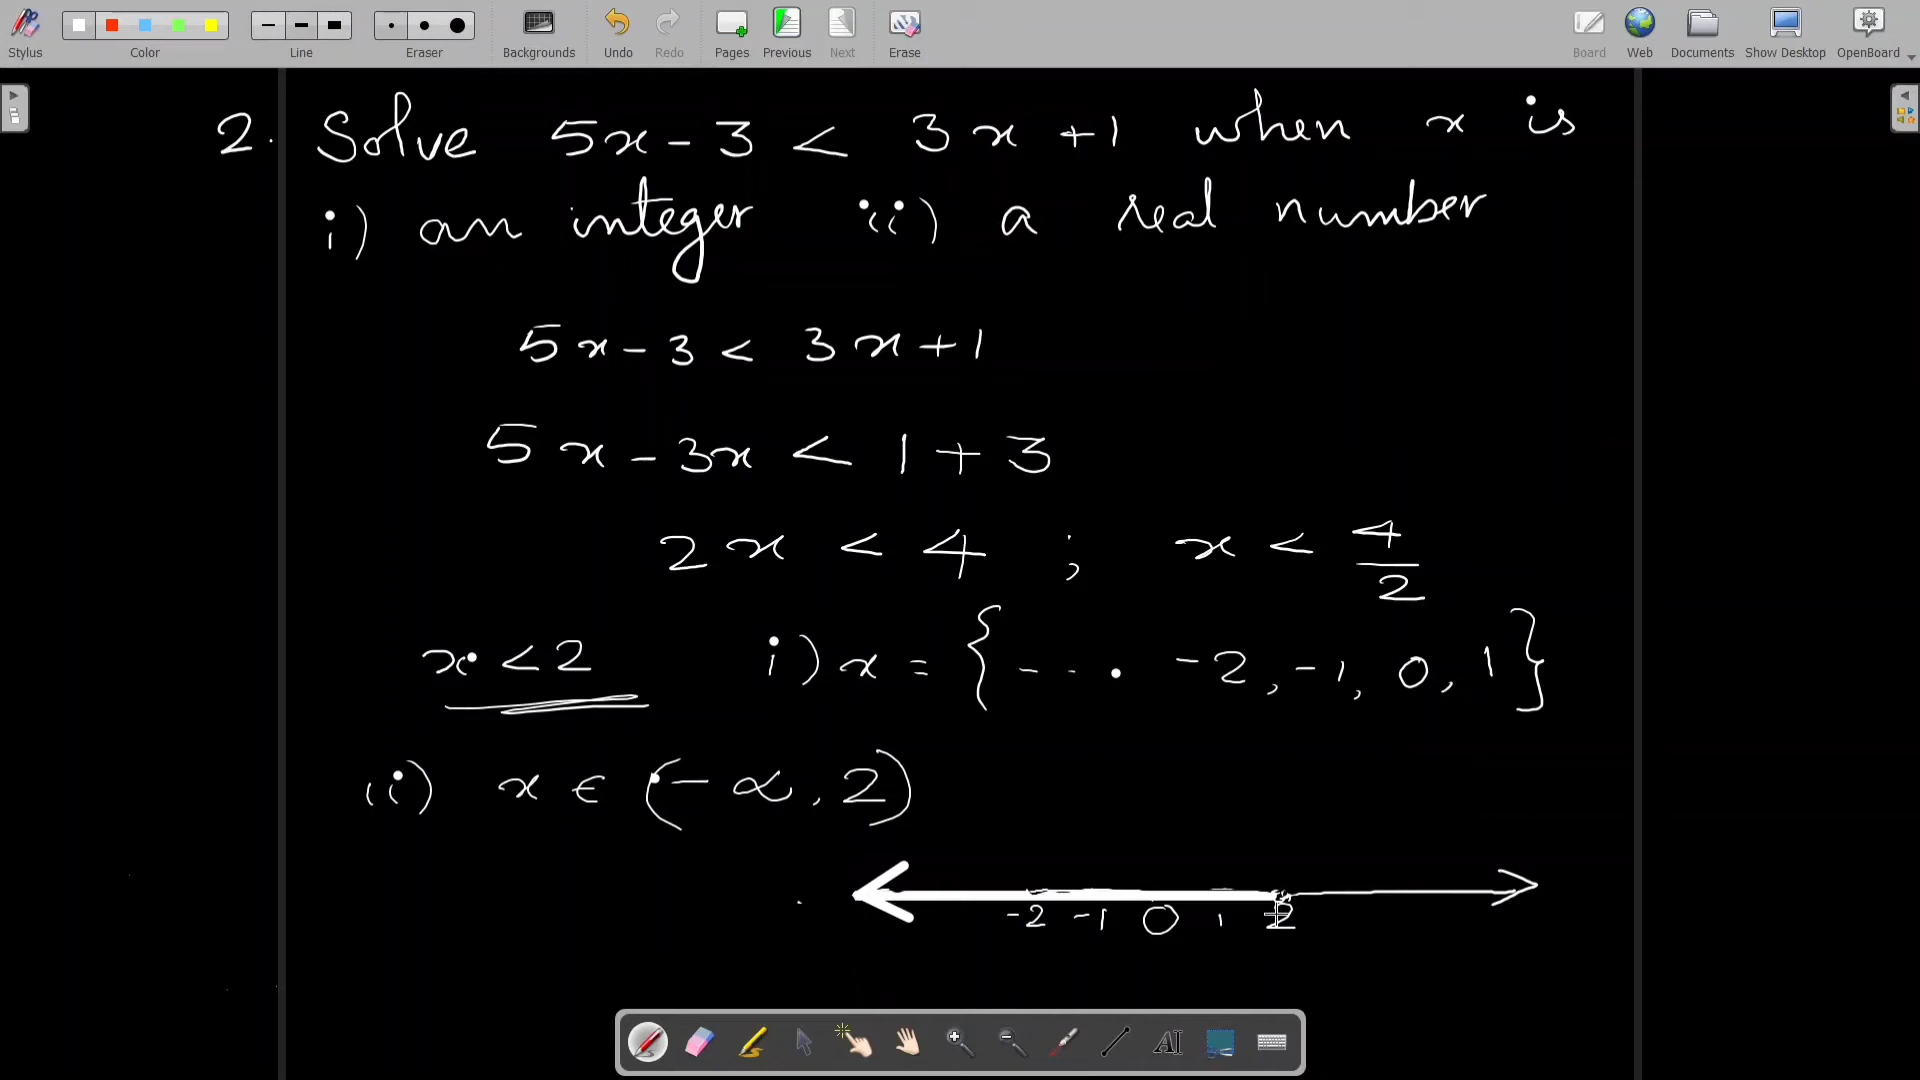 Stylus Color Line Eraser Backgrounds Undo Redo Pages Previous Next Erase Board Web Documents Show Desktop OpenBoard
2. Solve 5x - 3 < 3x + 1 when x is
i) an integer ii) a real number
5x - 3 < 3x + 1
5x - 3x < 1 + 3
2x < 4 ; x < 4/2
x < 2 i) x = { - - . -2, -1, 0, 1 }
ii) x ∈ (-∝, 2)
-2 -1 0 1 2
AI